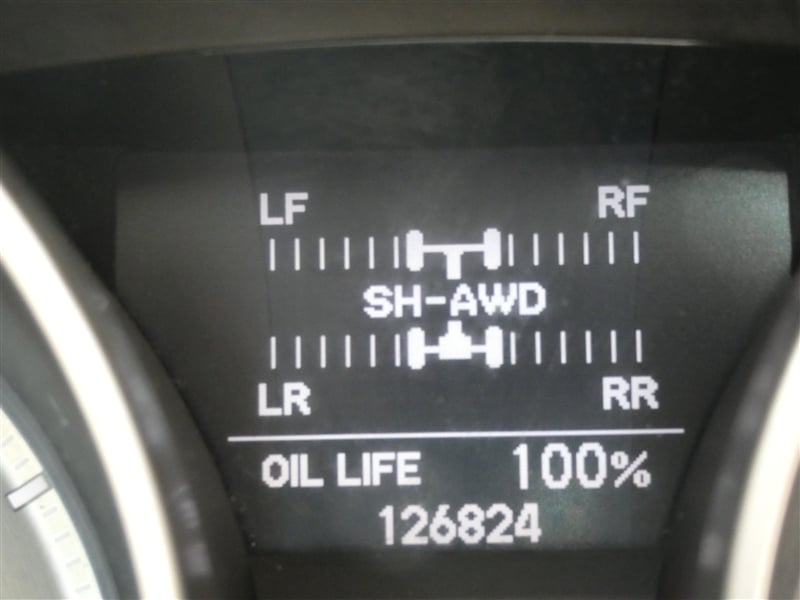 LF RF
SH-AWD
LR RR
OIL LIFE 100%
126824